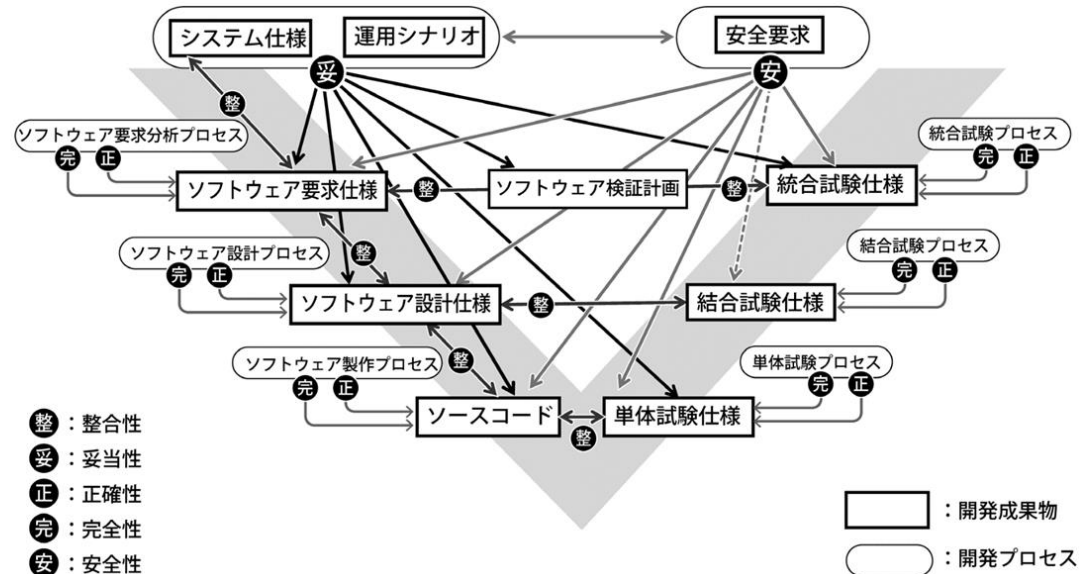 システム仕様
運用シナリオ
安全要求
妥
安
整
ソフトウェア要求分析プロセス
完
正
統合試験プロセス
完
正
ソフトウェア要求仕様
整
ソフトウェア検証計画
整
統合試験仕様
ソフトウェア設計プロセス
完
正
整
結合試験プロセス
完
正
ソフトウェア設計仕様
整
結合試験仕様
ソフトウェア製作プロセス
完
正
整
単体試験プロセス
完
正
ソースコード
整
単体試験仕様
整：整合性
妥：妥当性
正：正確性
完：完全性
安：安全性
：開発成果物
：開発プロセス